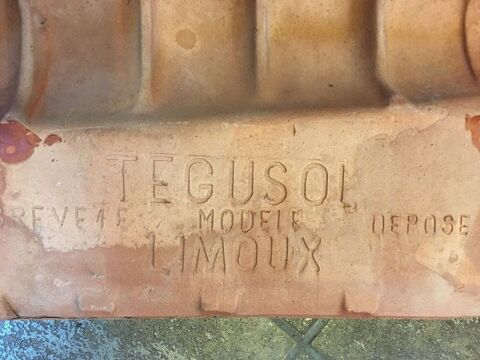 TEGUSOL
BREVETE MODELE DEPOSE
LIMOUX